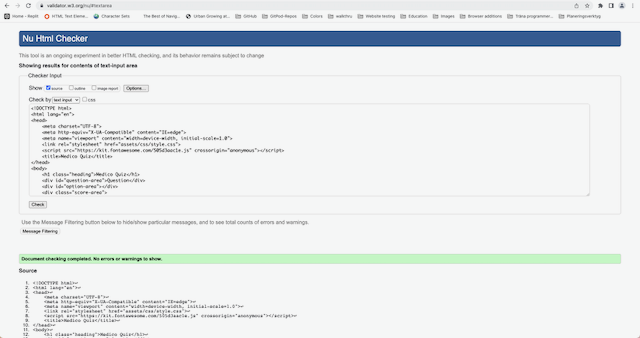 validator.w3.org/nu/#textarea
Home - Replit HTML Text Eleme... Character Sets The Best of Navig... Urban Growing at... GitHub GitPod-Repos Colors walkthru Website testing Education Images Browser additions Träna programmer... Planeringsverktyg
Nu Html Checker
This tool is an ongoing experiment in better HTML checking, and its behavior remains subject to change
Showing results for contents of text-input area
Checker Input
Show source outline image report Options...
Check by text input css
<!DOCTYPE html>
<html lang="en">
<head>
<meta charset="UTF-8">
<meta http-equiv="X-UA-Compatible" content="IE=edge">
<meta name="viewport" content="width=device-width, initial-scale=1.0">
<link rel="stylesheet" href="assets/css/style.css">
<script src="https://kit.fontawesome.com/505d3aac1e.js" crossorigin="anonymous"></script>
<title>Medico Quiz</title>
</head>
<body>
<h1 class="heading">Medico Quiz</h1>
<div id="question-area">Question</div>
<div id="option-area"></div>
<div class="score-area">
Check
Use the Message Filtering button below to hide/show particular messages, and to see total counts of errors and warnings.
Message Filtering
Document checking completed. No errors or warnings to show.
Source
1. <!DOCTYPE html>↩
2. <html lang="en">↩
3. <head>↩
4. <meta charset="UTF-8">↩
5. <meta http-equiv="X-UA-Compatible" content="IE=edge">↩
6. <meta name="viewport" content="width=device-width, initial-scale=1.0">↩
7. <link rel="stylesheet" href="assets/css/style.css">↩
8. <script src="https://kit.fontawesome.com/505d3aac1e.js" crossorigin="anonymous"></script>↩
9. <title>Medico Quiz</title>↩
10. </head>↩
11. <body>↩
12. <h1 class="heading">Medico Quiz</h1>↩